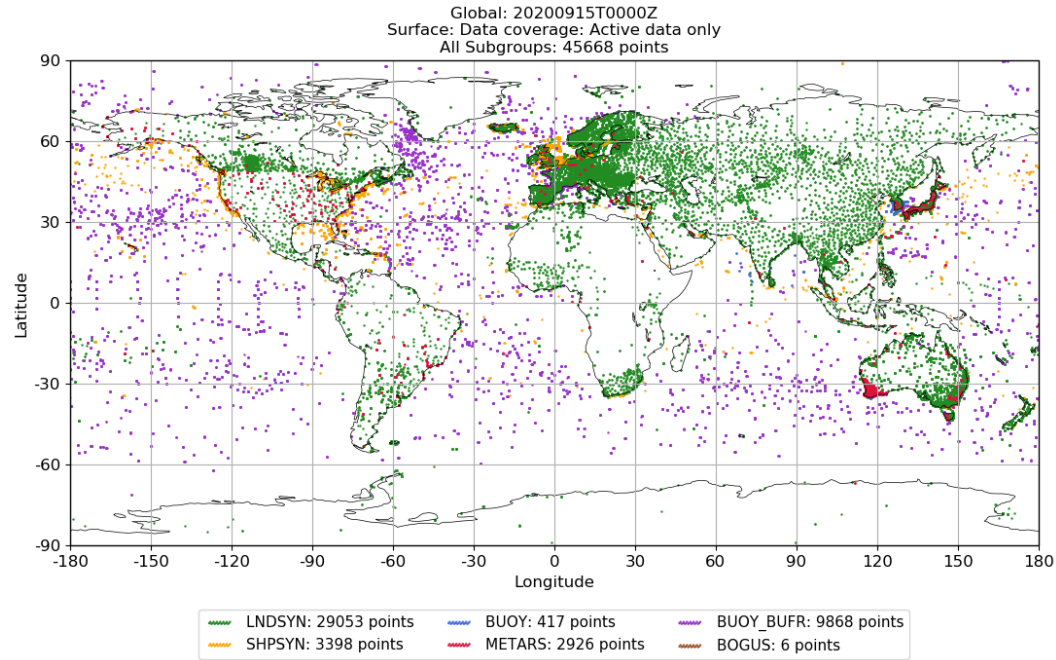 Global: 20200915T0000Z
Surface: Data coverage: Active data only
All Subgroups: 45668 points
90
60
30
0
-30
-60
-90
Latitude
-180 -150 -120 -90 -60 -30 0 30 60 90 120 150 180
Longitude
LNDSYN: 29053 points BUOY: 417 points BUOY_BUFR: 9868 points
SHPSYN: 3398 points METARS: 2926 points BOGUS: 6 points